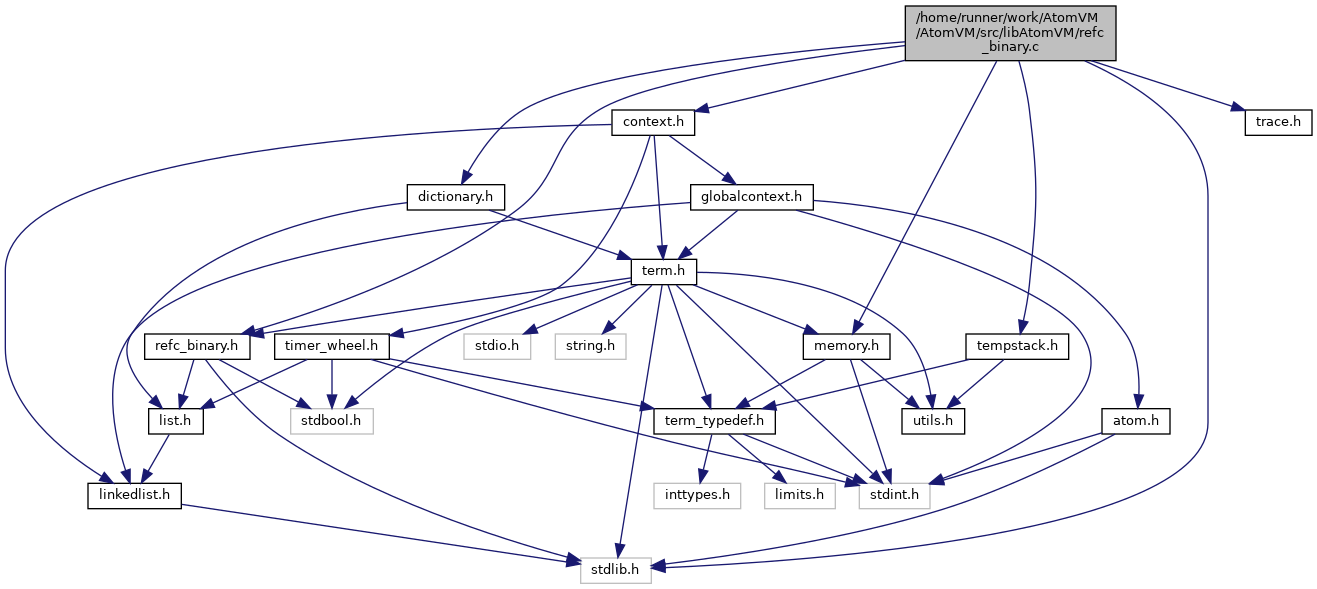 /home/runner/work/AtomVM
/AtomVM/src/libAtomVM/refc
_binary.c
context.h
trace.h
dictionary.h
globalcontext.h
term.h
refc_binary.h
timer_wheel.h
stdio.h
string.h
memory.h
tempstack.h
list.h
stdbool.h
term_typedef.h
utils.h
atom.h
linkedlist.h
inttypes.h
limits.h
stdint.h
stdlib.h